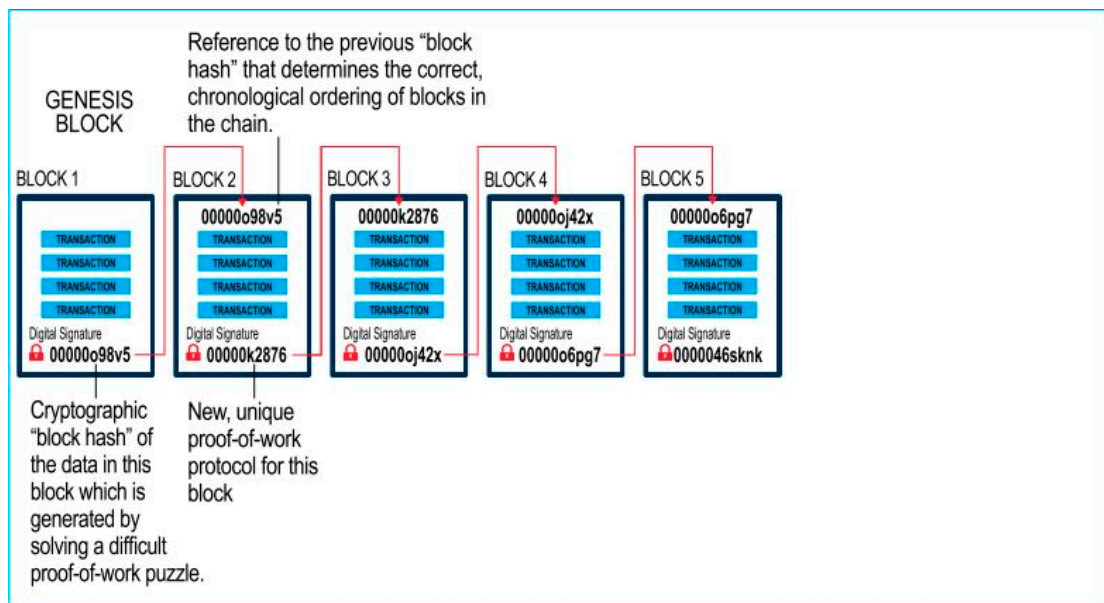 Reference to the previous “block
hash” that determines the correct,
chronological ordering of blocks in
the chain.
GENESIS
BLOCK
BLOCK 1
BLOCK 2
BLOCK 3
BLOCK 4
BLOCK 5
TRANSACTION
TRANSACTION
TRANSACTION
TRANSACTION
Digital Signature
00000o98v5
00000o98v5
TRANSACTION
TRANSACTION
TRANSACTION
TRANSACTION
Digital Signature
00000k2876
00000k2876
TRANSACTION
TRANSACTION
TRANSACTION
TRANSACTION
Digital Signature
00000oj42x
00000oj42x
TRANSACTION
TRANSACTION
TRANSACTION
TRANSACTION
Digital Signature
00000o6pg7
00000o6pg7
TRANSACTION
TRANSACTION
TRANSACTION
TRANSACTION
Digital Signature
0000046sknk
Cryptographic
“block hash” of
the data in this
block which is
generated by
solving a difficult
proof-of-work puzzle.
New, unique
proof-of-work
protocol for this
block